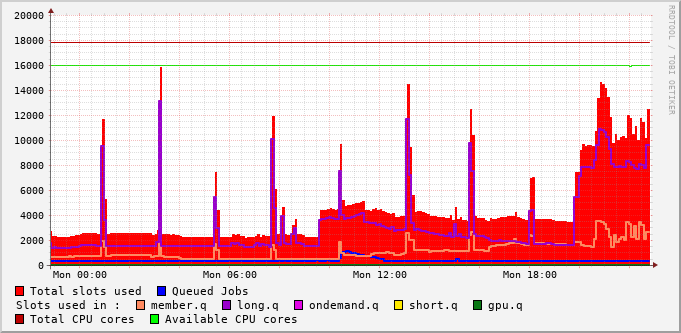 20000
18000
16000
14000
12000
10000
8000
6000
4000
2000
0
Mon 00:00 Mon 06:00 Mon 12:00 Mon 18:00
RRDTOOL / TOBI OETIKER
Total slots used Queued Jobs
Slots used in : member.q long.q ondemand.q short.q gpu.q
Total CPU cores Available CPU cores